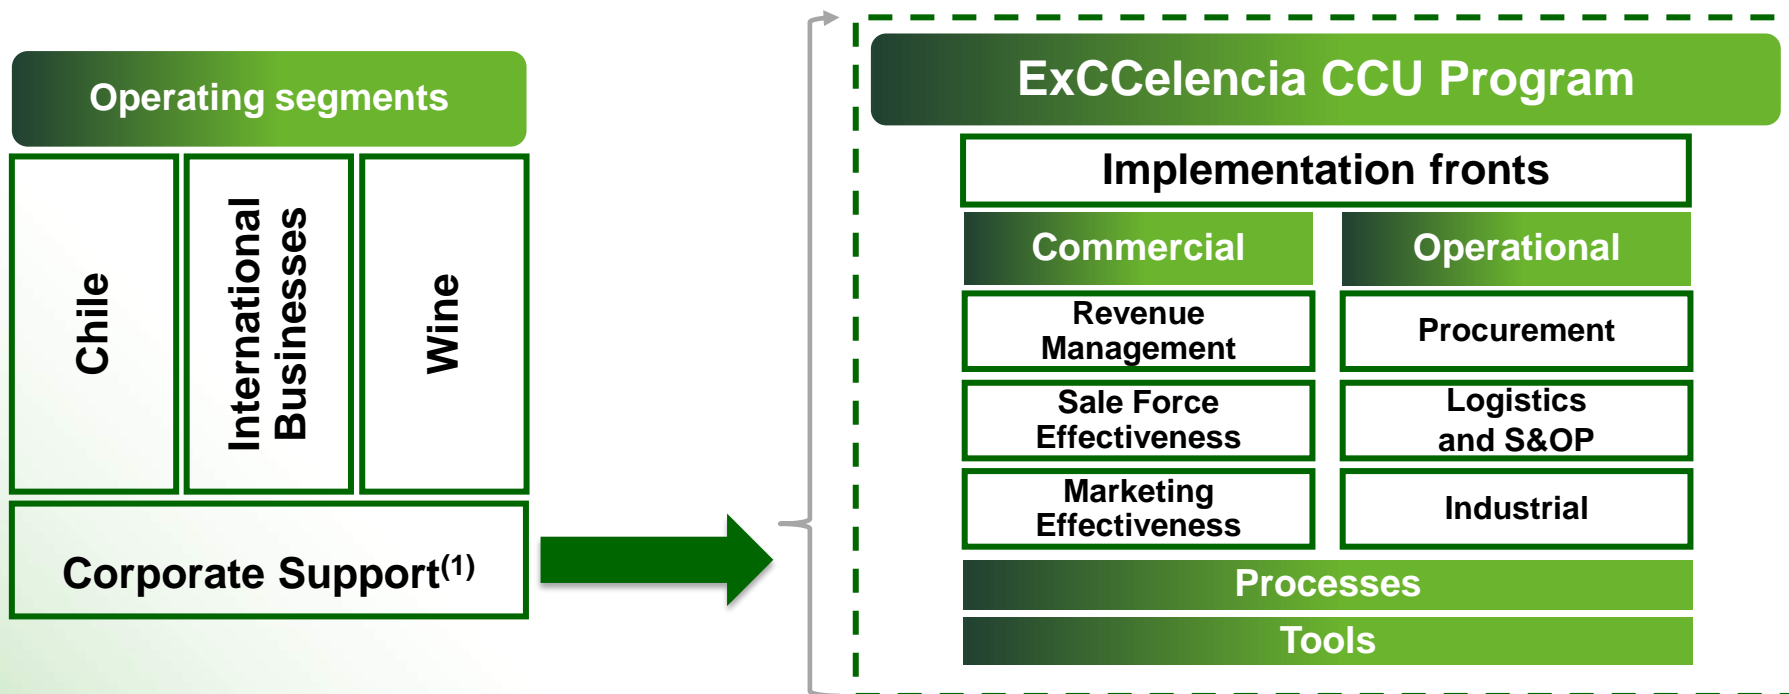 Operating segments
Chile
International
Businesses
Wine
Corporate Support(1)
ExCCelencia CCU Program
Implementation fronts
Commercial
Operational
Revenue
Management
Procurement
Sale Force
Effectiveness
Logistics
and S&OP
Marketing
Effectiveness
Industrial
Processes
Tools